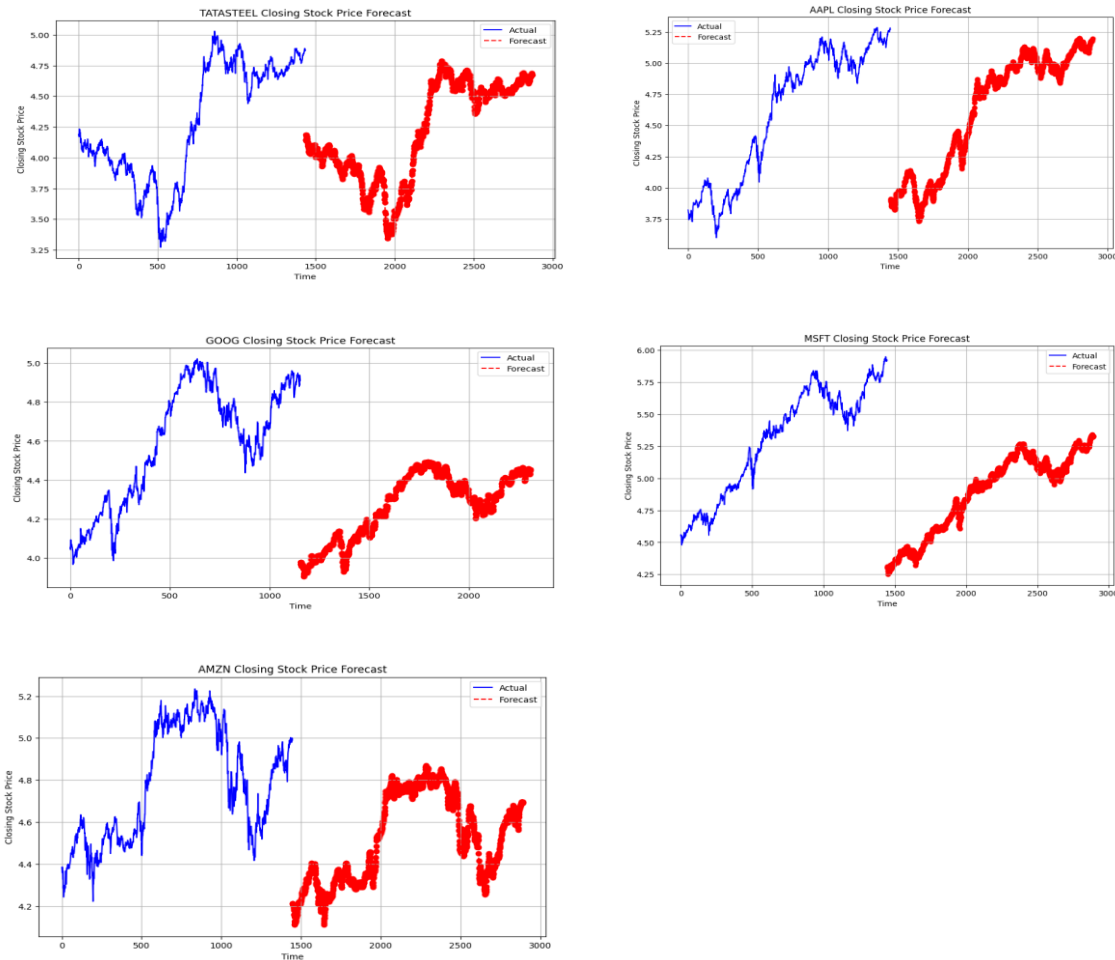 TATASTEEL Closing Stock Price Forecast
Actual
Forecast
5.00
4.75
4.50
4.25
4.00
3.75
3.50
3.25
Closing Stock Price
0 500 1000 1500 2000 2500 3000
Time
AAPL Closing Stock Price Forecast
Actual
Forecast
5.25
5.00
4.75
4.50
4.25
4.00
3.75
Closing Stock Price
0 500 1000 1500 2000 2500 3000
Time
GOOG Closing Stock Price Forecast
Actual
Forecast
5.0
4.8
4.6
4.4
4.2
4.0
Closing Stock Price
0 500 1000 1500 2000
Time
MSFT Closing Stock Price Forecast
Actual
Forecast
6.00
5.75
5.50
5.25
5.00
4.75
4.50
4.25
Closing Stock Price
0 500 1000 1500 2000 2500 3000
Time
AMZN Closing Stock Price Forecast
Actual
Forecast
5.2
5.0
4.8
4.6
4.4
4.2
Closing Stock Price
0 500 1000 1500 2000 2500 3000
Time